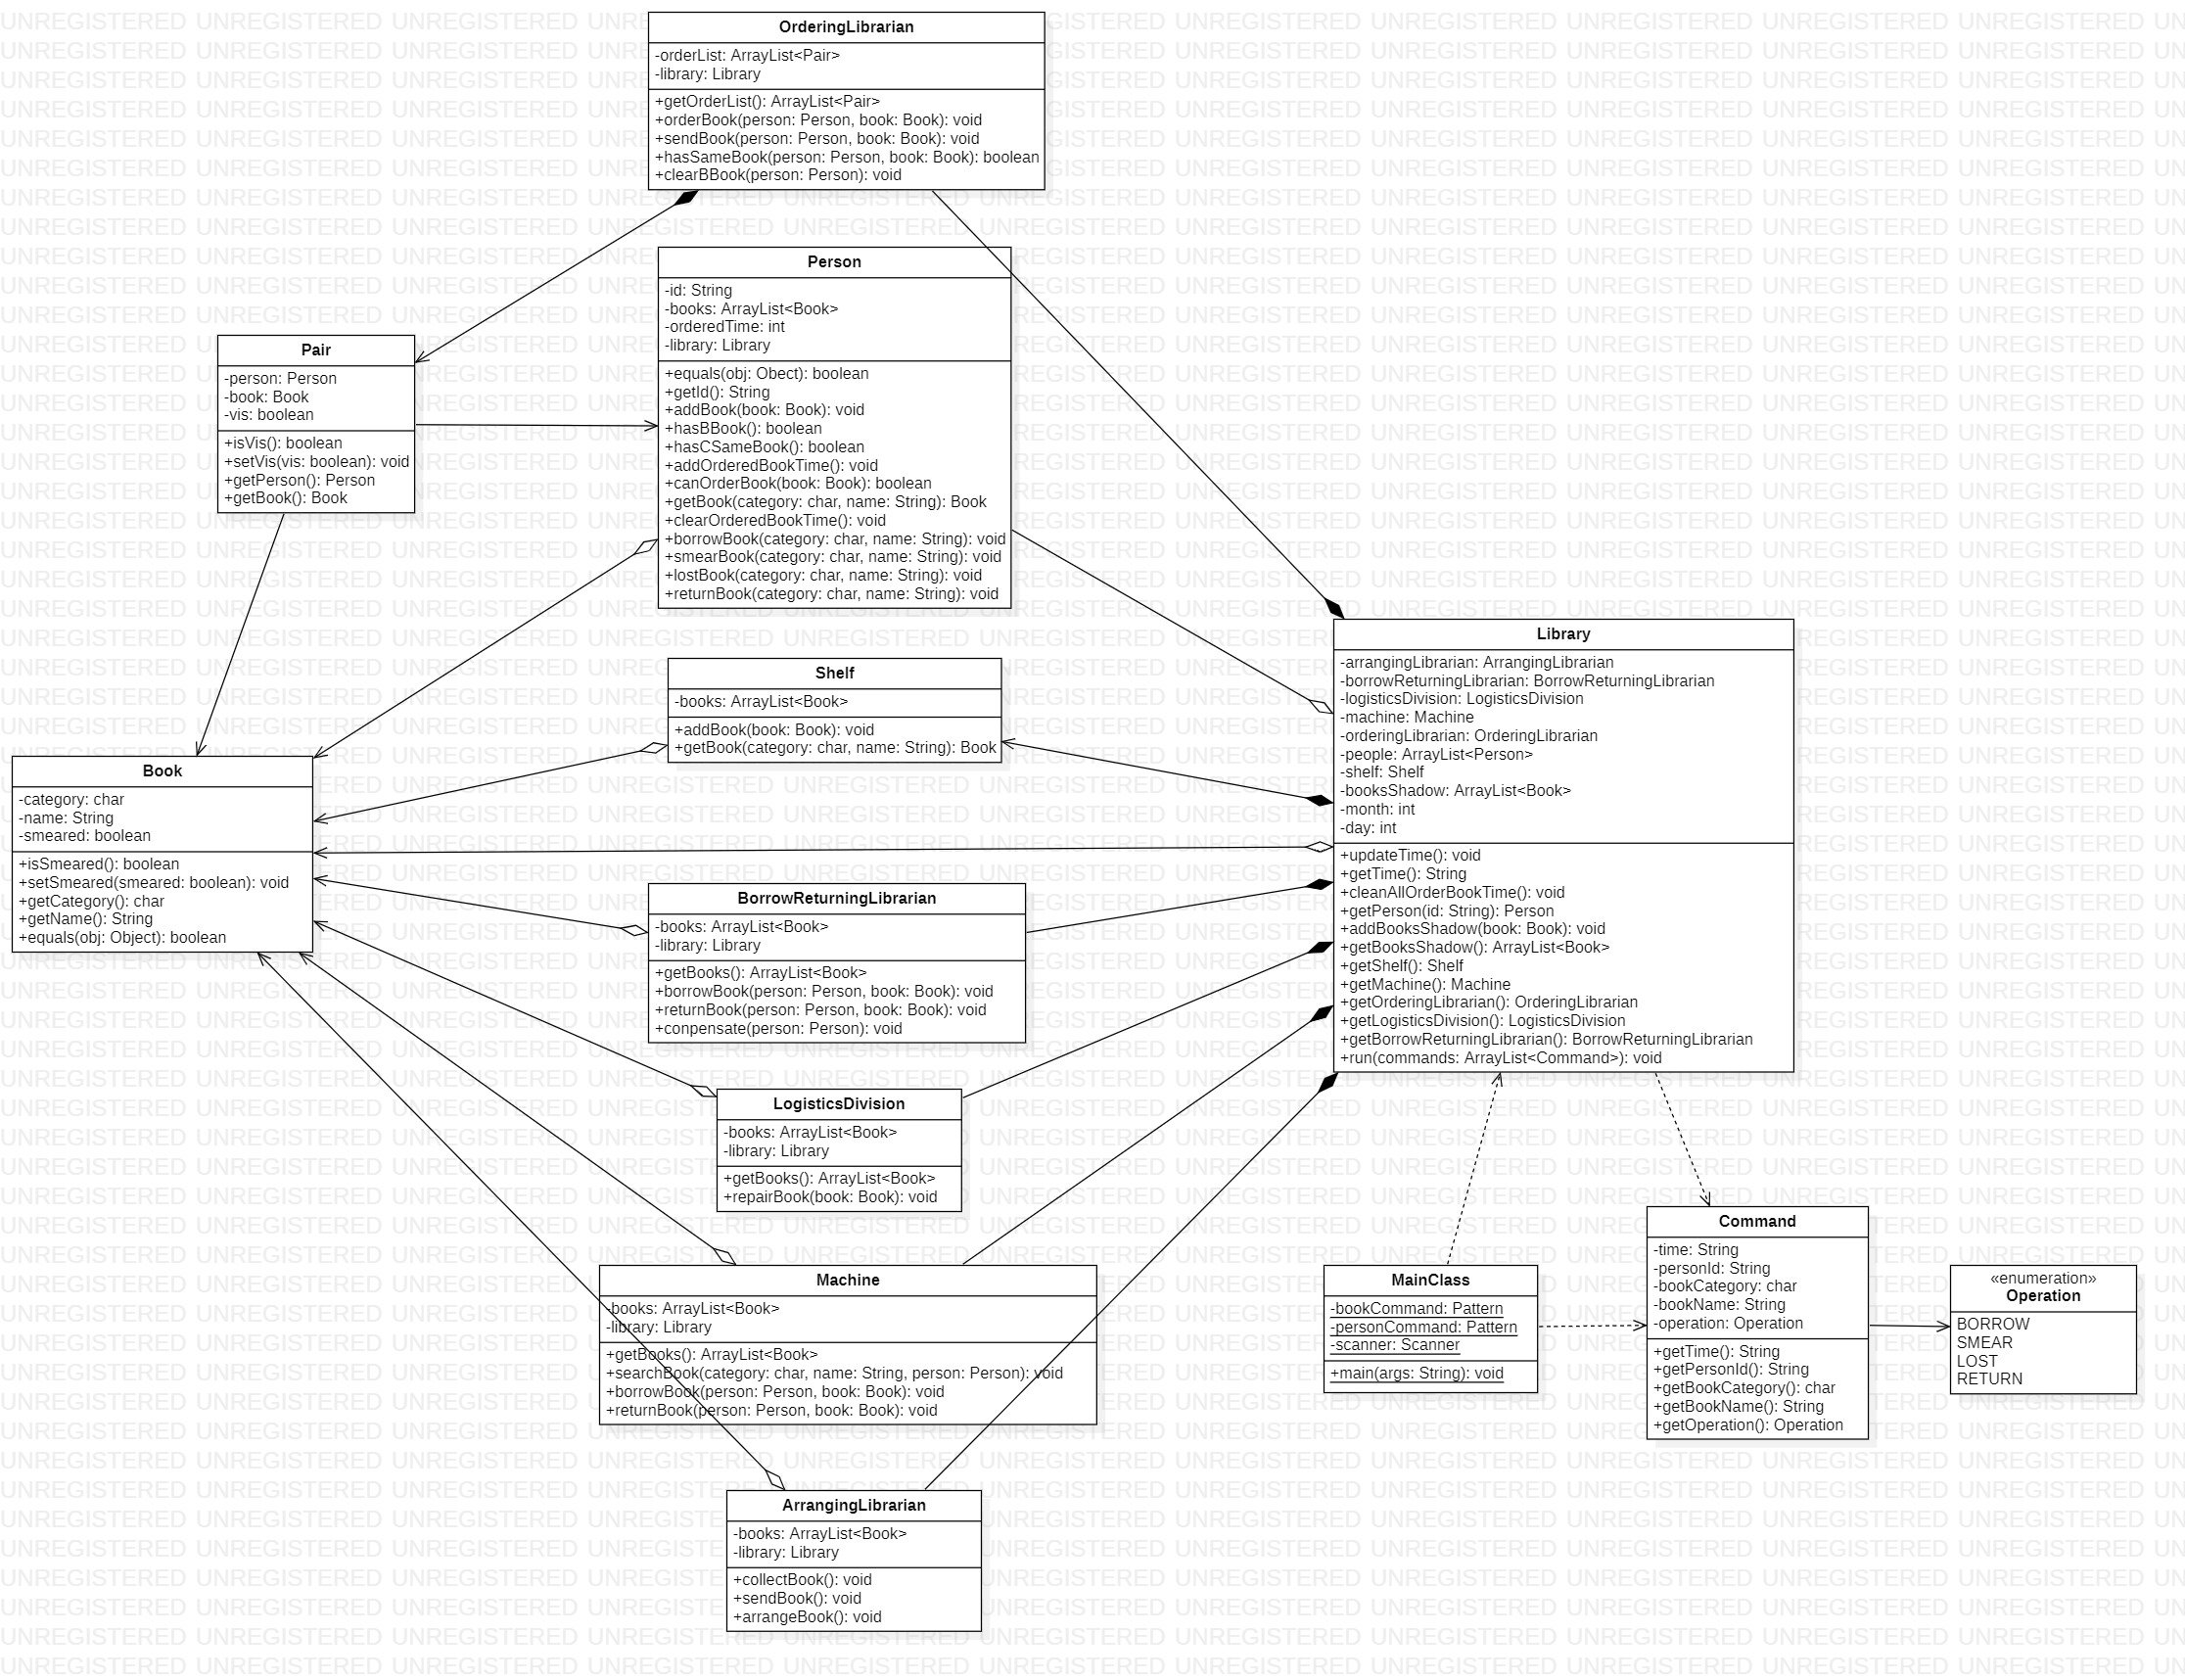 OrderingLibrarian
-orderList: ArrayList<Pair>
-library: Library
+getOrderList(): ArrayList<Pair>
+orderBook(person: Person, book: Book): void
+sendBook(person: Person, book: Book): void
+hasSameBook(person: Person, book: Book): boolean
+clearBBook(person: Person): void
Person
-id: String
-books: ArrayList<Book>
-orderedTime: int
-library: Library
+equals(obj: Obect): boolean
+getId(): String
+addBook(book: Book): void
+hasBBook(): boolean
+hasCSameBook(): boolean
+addOrderedBookTime(): void
+canOrderBook(book: Book): boolean
+getBook(category: char, name: String): Book
+clearOrderedBookTime(): void
+borrowBook(category: char, name: String): void
+smearBook(category: char, name: String): void
+lostBook(category: char, name: String): void
+returnBook(category: char, name: String): void
Pair
-person: Person
-book: Book
-vis: boolean
+isVis(): boolean
+setVis(vis: boolean): void
+getPerson(): Person
+getBook(): Book
Library
-arrangingLibrarian: ArrangingLibrarian
-borrowReturningLibrarian: BorrowReturningLibrarian
-logisticsDivision: LogisticsDivision
-machine: Machine
-orderingLibrarian: OrderingLibrarian
-people: ArrayList<Person>
-shelf: Shelf
-booksShadow: ArrayList<Book>
-month: int
-day: int
+updateTime(): void
+getTime(): String
+cleanAllOrderBookTime(): void
+getPerson(id: String): Person
+addBooksShadow(book: Book): void
+getBooksShadow(): ArrayList<Book>
+getShelf(): Shelf
+getMachine(): Machine
+getOrderingLibrarian(): OrderingLibrarian
+getLogisticsDivision(): LogisticsDivision
+getBorrowReturningLibrarian(): BorrowReturningLibrarian
+run(commands: ArrayList<Command>): void
Shelf
-books: ArrayList<Book>
+addBook(book: Book): void
+getBook(category: char, name: String): Book
Book
-category: char
-name: String
-smeared: boolean
+isSmeared(): boolean
+setSmeared(smeared: boolean): void
+getCategory(): char
+getName(): String
+equals(obj: Object): boolean
BorrowReturningLibrarian
-books: ArrayList<Book>
-library: Library
+getBooks(): ArrayList<Book>
+borrowBook(person: Person, book: Book): void
+returnBook(person: Person, book: Book): void
+conpensate(person: Person): void
LogisticsDivision
-books: ArrayList<Book>
-library: Library
+getBooks(): ArrayList<Book>
+repairBook(book: Book): void
Machine
-books: ArrayList<Book>
-library: Library
+getBooks(): ArrayList<Book>
+searchBook(category: char, name: String, person: Person): void
+borrowBook(person: Person, book: Book): void
+returnBook(person: Person, book: Book): void
MainClass
-bookCommand: Pattern
-personCommand: Pattern
-scanner: Scanner
+main(args: String): void
Command
-time: String
-personId: String
-bookCategory: char
-bookName: String
-operation: Operation
+getTime(): String
+getPersonId(): String
+getBookCategory(): char
+getBookName(): String
+getOperation(): Operation
«enumeration»
Operation
BORROW
SMEAR
LOST
RETURN
ArrangingLibrarian
-books: ArrayList<Book>
-library: Library
+collectBook(): void
+sendBook(): void
+arrangeBook(): void
UNREGISTERED